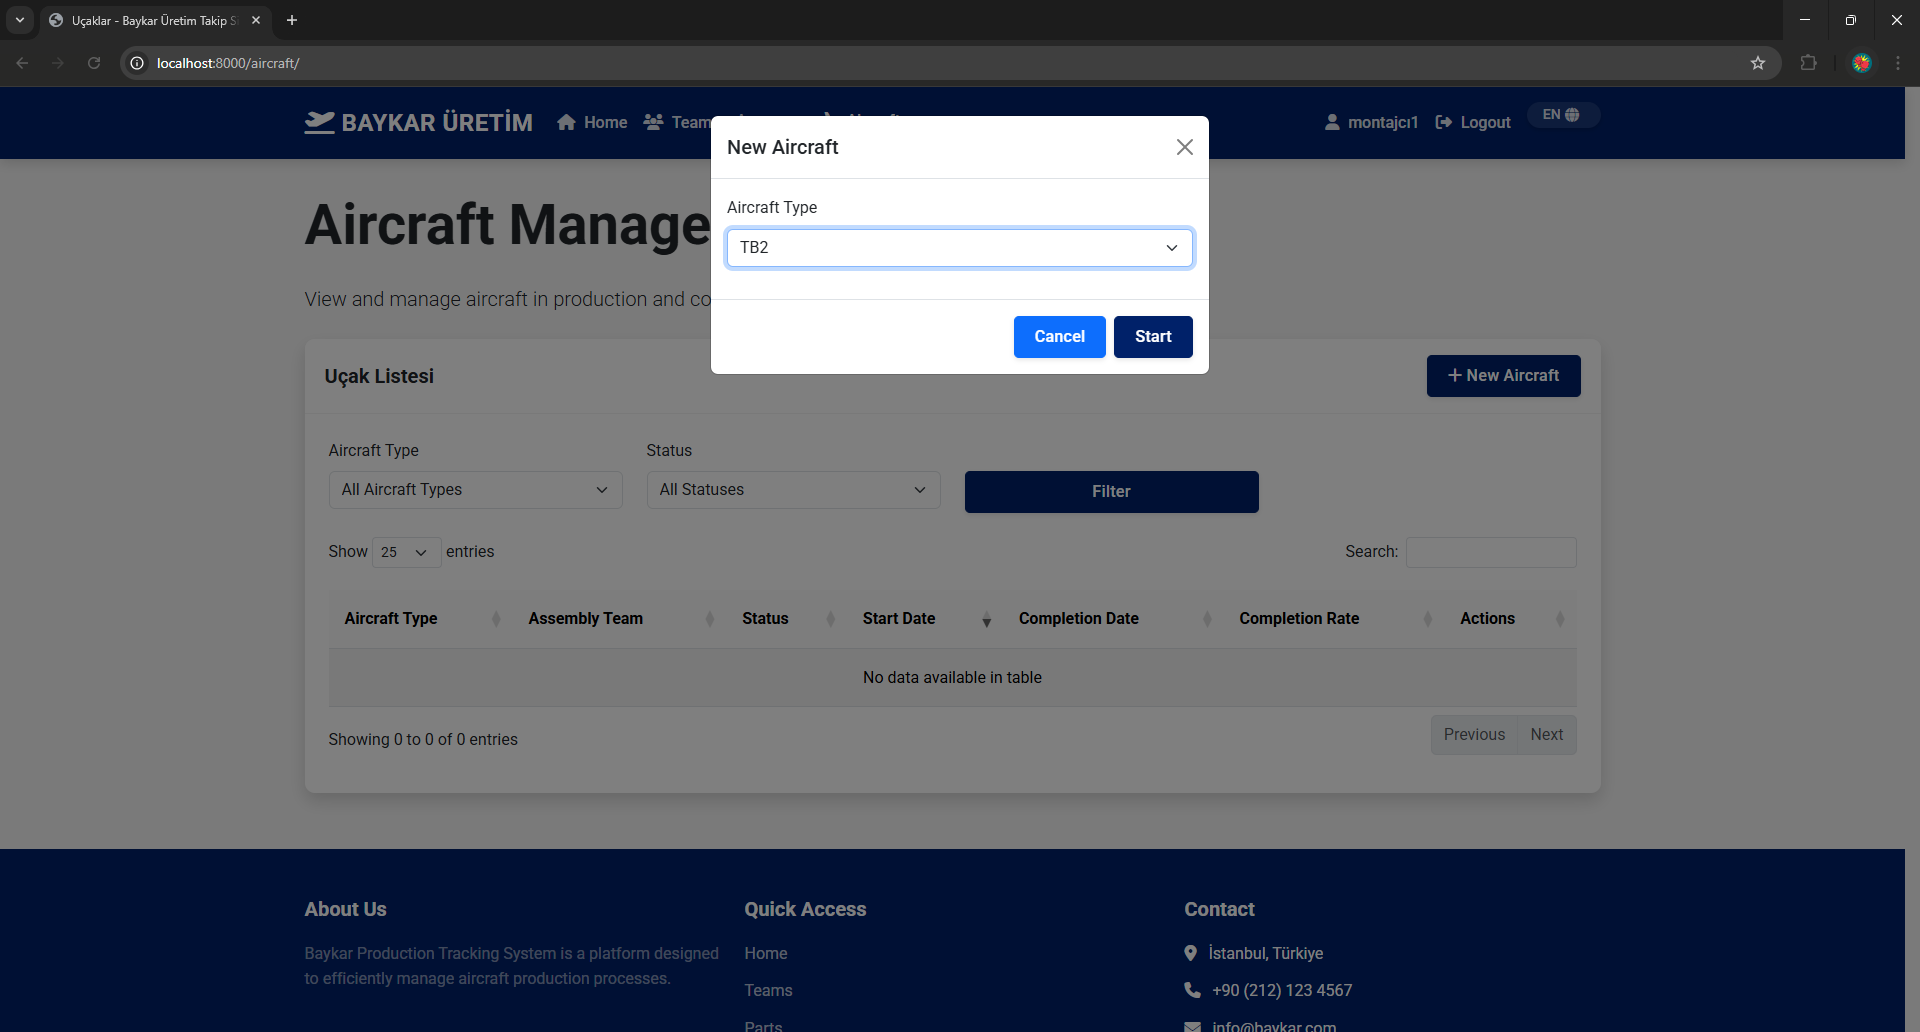 Uçaklar - Baykar Üretim Takip S
localhost:8000/aircraft/
BAYKAR ÜRETİM Home Team montajcı1 Logout EN
New Aircraft
Aircraft Type
TB2
Cancel Start
Aircraft Manage
View and manage aircraft in production and co
Uçak Listesi
New Aircraft
Aircraft Type Status
All Aircraft Types All Statuses Filter
Show 25 entries Search:
Aircraft Type Assembly Team Status Start Date Completion Date Completion Rate Actions
No data available in table
Showing 0 to 0 of 0 entries
Previous Next
About Us Quick Access Contact
Baykar Production Tracking System is a platform designed Home İstanbul, Türkiye
to efficiently manage aircraft production processes.
Teams +90 (212) 123 4567
Parts info@baykar.com